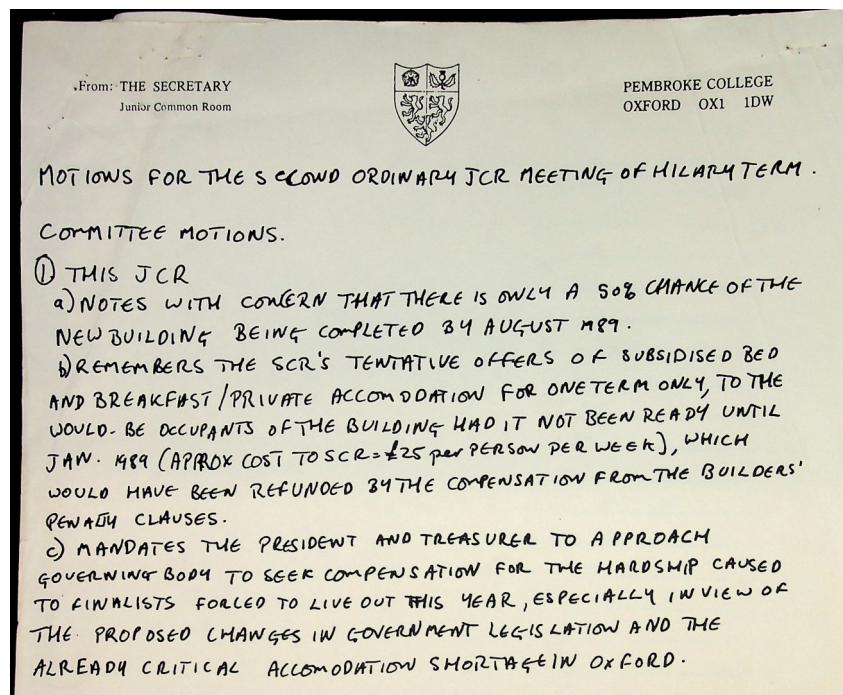 From: THE SECRETARY
Junior Common Room
PEMBROKE COLLEGE
OXFORD OX1 1DW
MOTIONS FOR THE SECOND ORDINARY JCR MEETING OF HILARY TERM.
COMMITTEE MOTIONS.
① THIS JCR
a) NOTES WITH CONCERN THAT THERE IS ONLY A 50% CHANCE OF THE
NEW BUILDING BEING COMPLETED BY AUGUST 1989.
b) REMEMBERS THE SCR'S TENTATIVE OFFERS OF SUBSIDISED BED
AND BREAKFAST/PRIVATE ACCOMODATION FOR ONE TERM ONLY, TO THE
WOULD-BE OCCUPANTS OF THE BUILDING HAD IT NOT BEEN READY UNTIL
JAN. 1989 (APPROX COST TO SCR = £25 per PERSON PER WEEK), WHICH
WOULD HAVE BEEN REFUNDED BY THE COMPENSATION FROM THE BUILDERS'
PENALTY CLAUSES.
c) MANDATES THE PRESIDENT AND TREASURER TO APPROACH
GOVERNING BODY TO SEEK COMPENSATION FOR THE HARDSHIP CAUSED
TO FINALISTS FORCED TO LIVE OUT THIS YEAR, ESPECIALLY IN VIEW OF
THE PROPOSED CHANGES IN GOVERNMENT LEGISLATION AND THE
ALREADY CRITICAL ACCOMODATION SHORTAGE IN OXFORD.